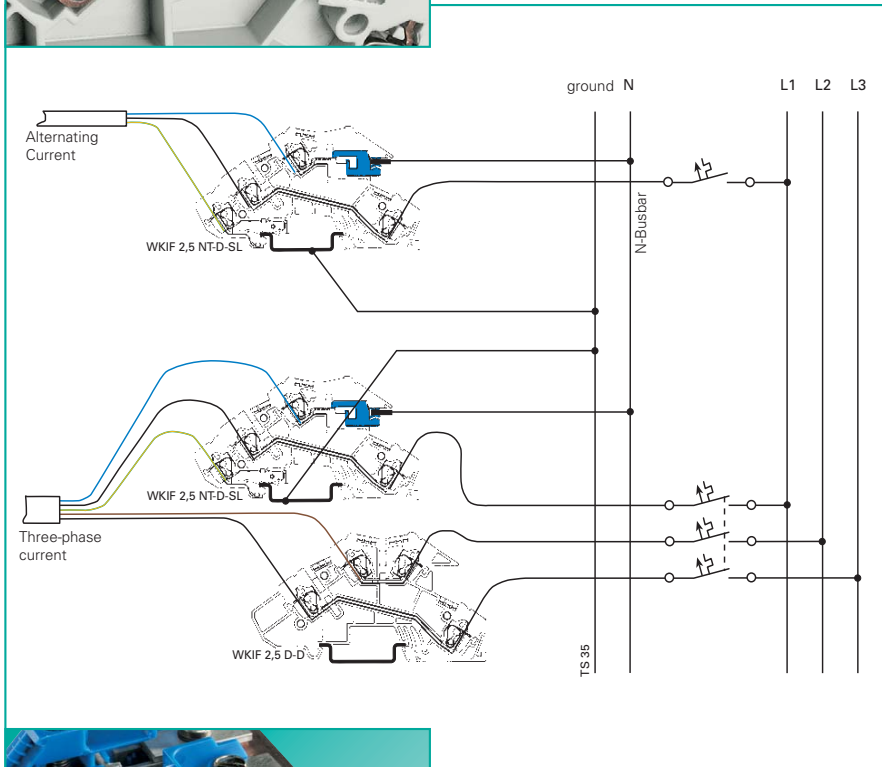 ground N L1 L2 L3
Alternating
Current
N-Busbar
WKIF 2,5 NT-D-SL
WKIF 2,5 NT-D-SL
Three-phase
current
WKIF 2,5 D-D
TS 35